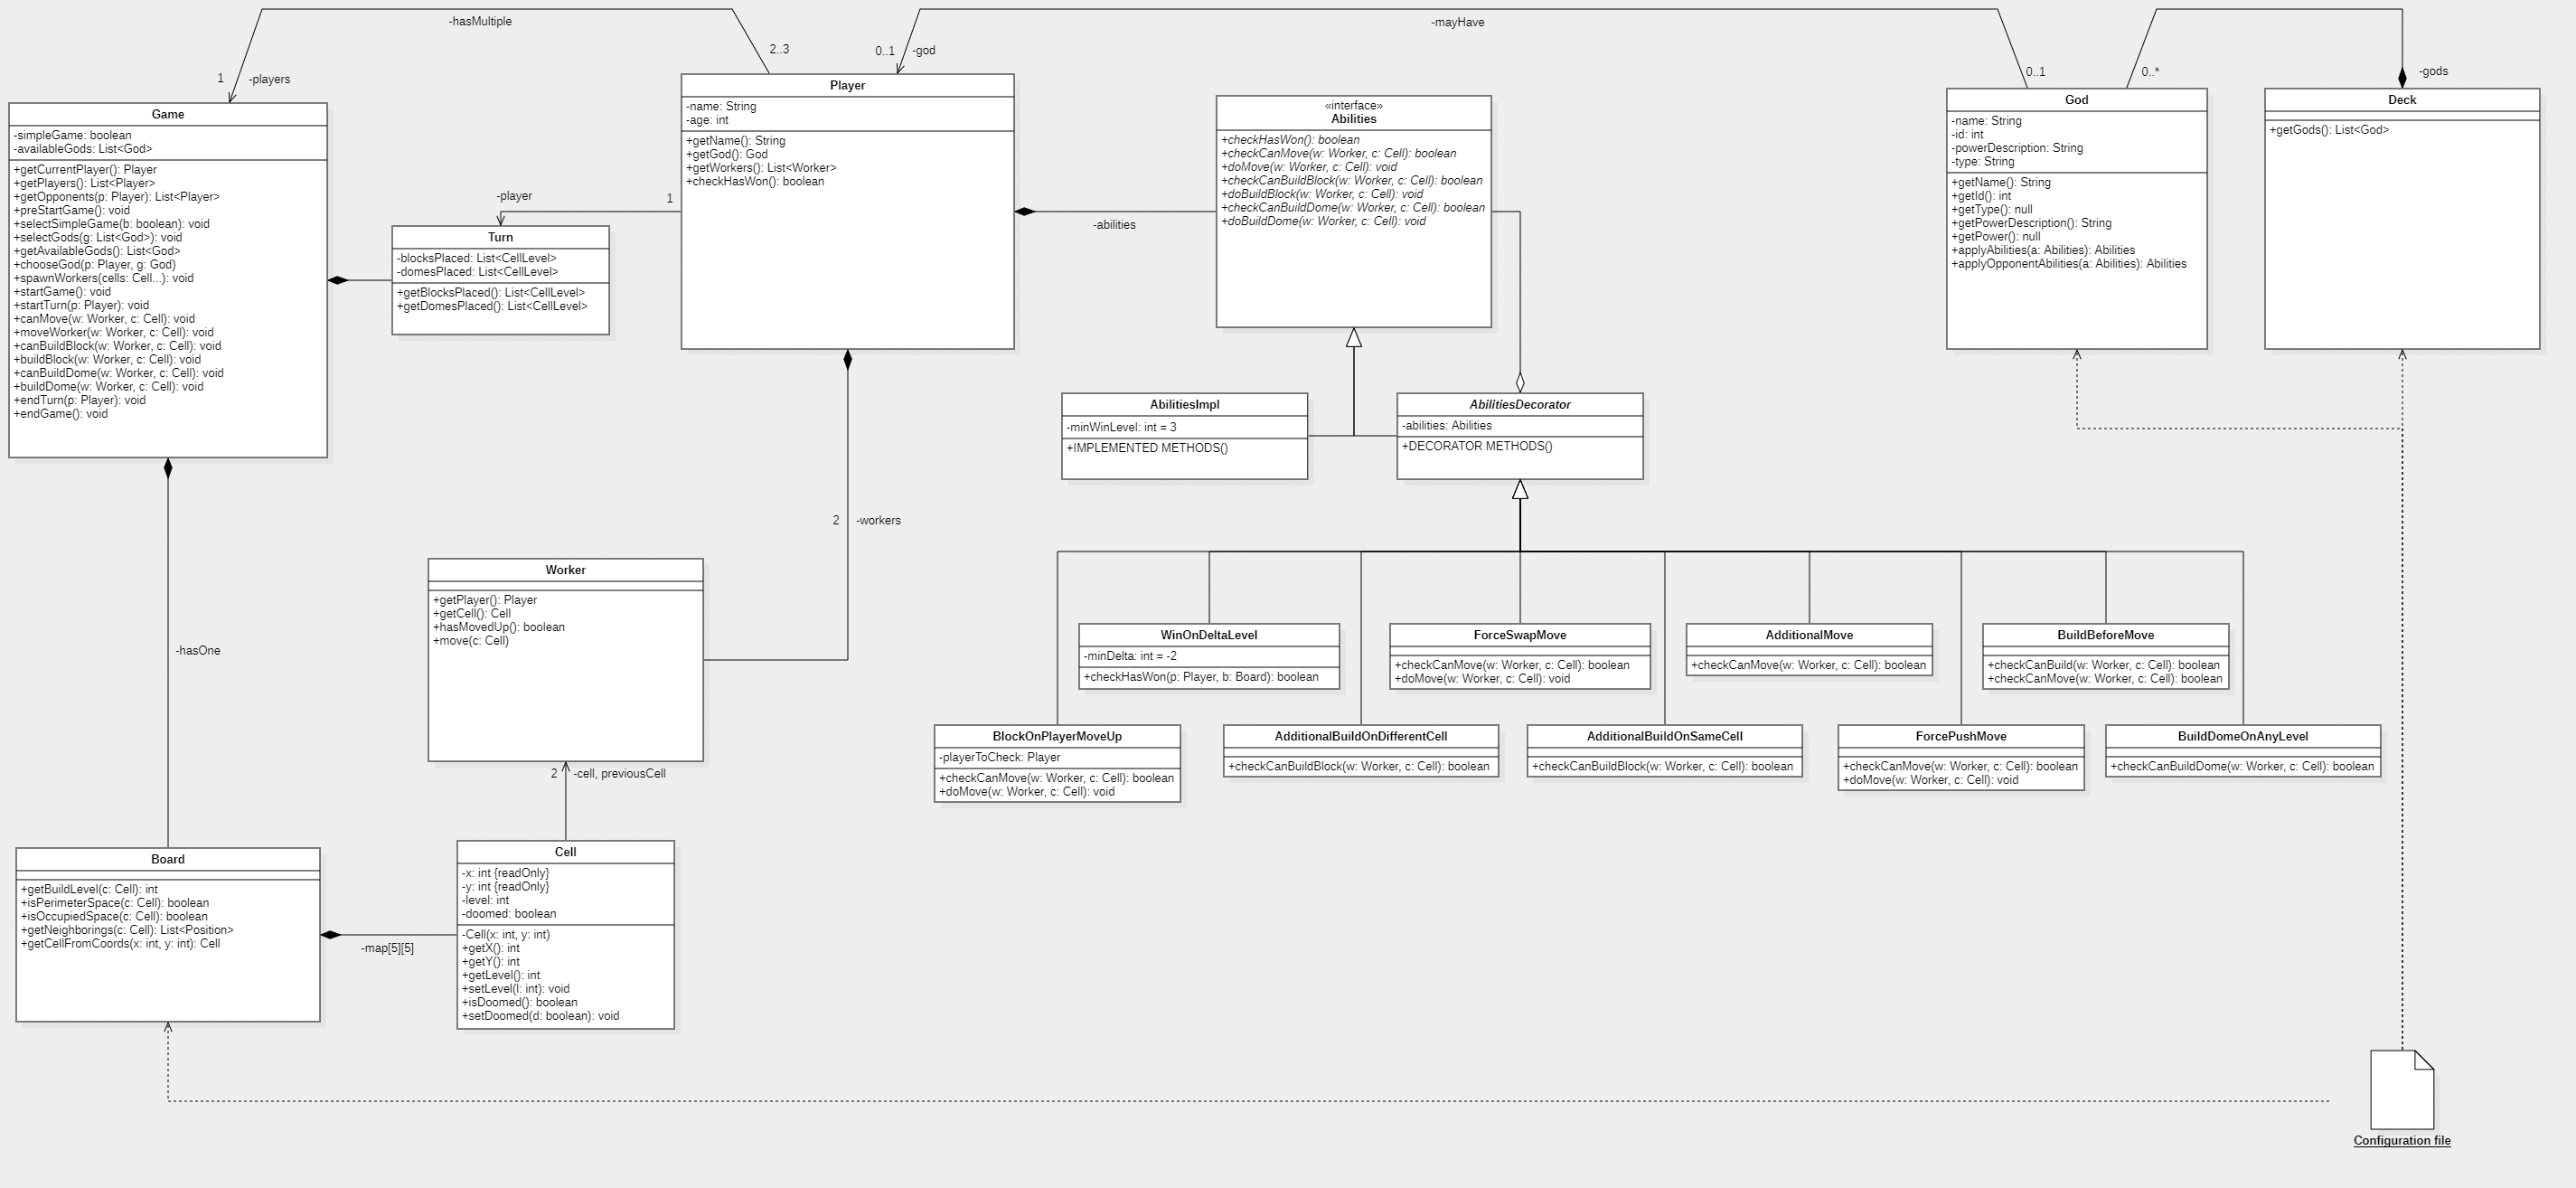 -hasMultiple
2..3
1
-players
-mayHave
0..1
-god
0..1
0..*
-gods
Game
-simpleGame: boolean
-availableGods: List<God>
+getCurrentPlayer(): Player
+getPlayers(): List<Player>
+getOpponents(p: Player): List<Player>
+preStartGame(): void
+selectSimpleGame(b: boolean): void
+selectGods(g: List<God>): void
+getAvailableGods(): List<God>
+chooseGod(p: Player, g: God)
+spawnWorkers(cells: Cell...): void
+startGame(): void
+startTurn(p: Player): void
+canMove(w: Worker, c: Cell): void
+moveWorker(w: Worker, c: Cell): void
+canBuildBlock(w: Worker, c: Cell): void
+buildBlock(w: Worker, c: Cell): void
+canBuildDome(w: Worker, c: Cell): void
+buildDome(w: Worker, c: Cell): void
+endTurn(p: Player): void
+endGame(): void
-player
1
Turn
-blocksPlaced: List<CellLevel>
-domesPlaced: List<CellLevel>
+getBlocksPlaced(): List<CellLevel>
+getDomesPlaced(): List<CellLevel>
Player
-name: String
-age: int
+getName(): String
+getGod(): God
+getWorkers(): List<Worker>
+checkHasWon(): boolean
-abilities
«interface»
Abilities
+checkHasWon(): boolean
+checkCanMove(w: Worker, c: Cell): boolean
+doMove(w: Worker, c: Cell): void
+checkCanBuildBlock(w: Worker, c: Cell): boolean
+doBuildBlock(w: Worker, c: Cell): void
+checkCanBuildDome(w: Worker, c: Cell): boolean
+doBuildDome(w: Worker, c: Cell): void
God
-name: String
-id: int
-powerDescription: String
-type: String
+getName(): String
+getId(): int
+getType(): null
+getPowerDescription(): String
+getPower(): null
+applyAbilities(a: Abilities): Abilities
+applyOpponentAbilities(a: Abilities): Abilities
Deck
+getGods(): List<God>
AbilitiesImpl
-minWinLevel: int = 3
+IMPLEMENTED METHODS()
AbilitiesDecorator
-abilities: Abilities
+DECORATOR METHODS()
2
-workers
Worker
+getPlayer(): Player
+getCell(): Cell
+hasMovedUp(): boolean
+move(c: Cell)
-hasOne
2
-cell, previousCell
WinOnDeltaLevel
-minDelta: int = -2
+checkHasWon(p: Player, b: Board): boolean
ForceSwapMove
+checkCanMove(w: Worker, c: Cell): boolean
+doMove(w: Worker, c: Cell): void
AdditionalMove
+checkCanMove(w: Worker, c: Cell): boolean
BuildBeforeMove
+checkCanBuild(w: Worker, c: Cell): boolean
+checkCanMove(w: Worker, c: Cell): boolean
BlockOnPlayerMoveUp
-playerToCheck: Player
+checkCanMove(w: Worker, c: Cell): boolean
+doMove(w: Worker, c: Cell): void
AdditionalBuildOnDifferentCell
+checkCanBuildBlock(w: Worker, c: Cell): boolean
AdditionalBuildOnSameCell
+checkCanBuildBlock(w: Worker, c: Cell): boolean
ForcePushMove
+checkCanMove(w: Worker, c: Cell): boolean
+doMove(w: Worker, c: Cell): void
BuildDomeOnAnyLevel
+checkCanBuildDome(w: Worker, c: Cell): boolean
Board
+getBuildLevel(c: Cell): int
+isPerimeterSpace(c: Cell): boolean
+isOccupiedSpace(c: Cell): boolean
+getNeighborings(c: Cell): List<Position>
+getCellFromCoords(x: int, y: int): Cell
-map[5][5]
Cell
-x: int {readOnly}
-y: int {readOnly}
-level: int
-doomed: boolean
-Cell(x: int, y: int)
+getX(): int
+getY(): int
+getLevel(): int
+setLevel(l: int): void
+isDoomed(): boolean
+setDoomed(d: boolean): void
Configuration file